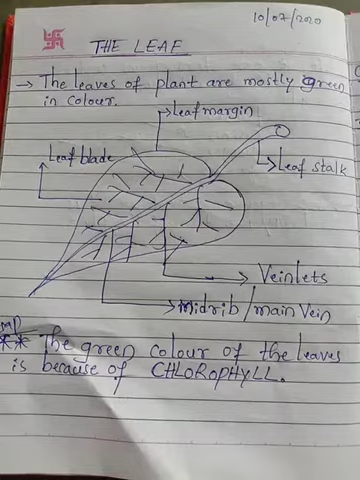 10/07/2020
THE LEAF
→ The leaves of plant are mostly green
in colour.
Leaf margin
Leaf blade
Leaf stalk
Veinlets
midrib/main vein
Imp
** The green colour of the leaves
is because of CHLOROPHYLL.